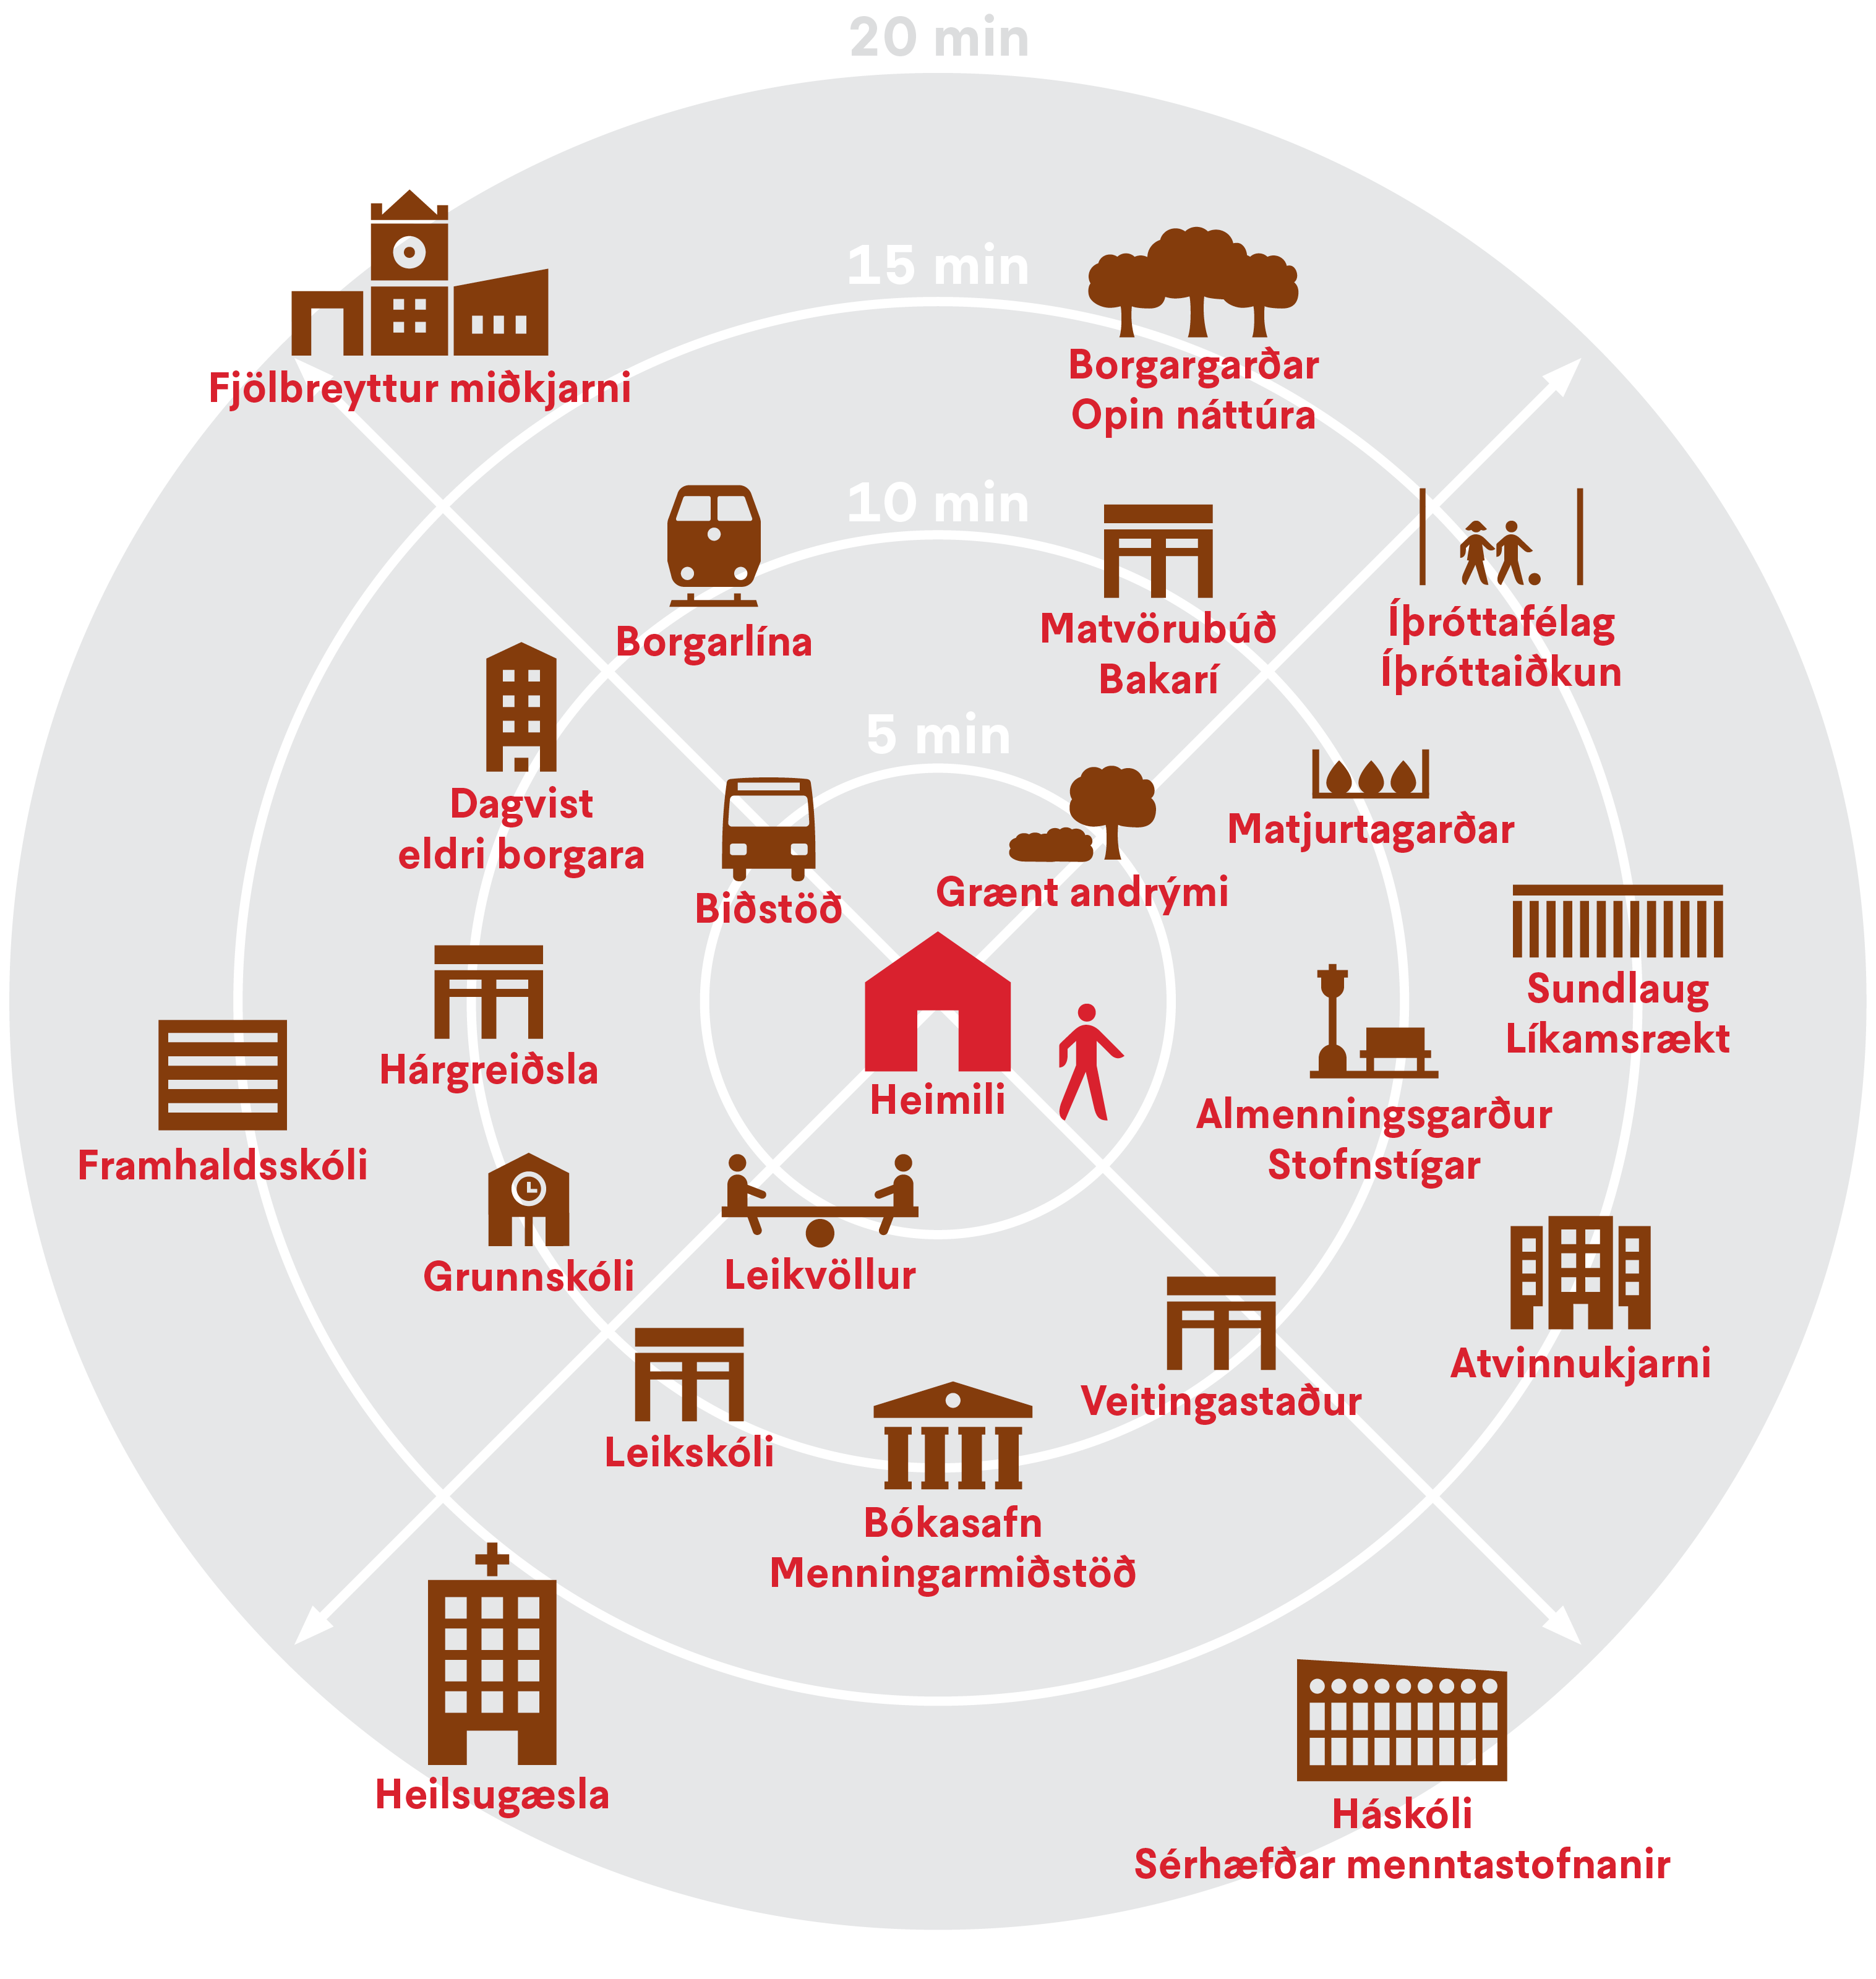 20 min
15 min
Borgargarðar
Opin náttúra
Fjölbreyttur miðkjarni
10 min
Borgarlína
Matvörubúð
Bakarí
Íþróttafélag
Íþróttaiðkun
5 min
Dagvist
eldri borgara
Matjurtagarðar
Biðstöð
Grænt andrými
Sundlaug
Líkamsrækt
Hárgreiðsla
Heimili
Almenningsgarður
Stofnstígar
Framhaldsskóli
Grunnskóli
Leikvöllur
Atvinnukjarni
Veitingastaður
Leikskóli
Bókasafn
Menningarmiðstöð
Heilsugæsla
Háskóli
Sérhæfðar menntastofnanir